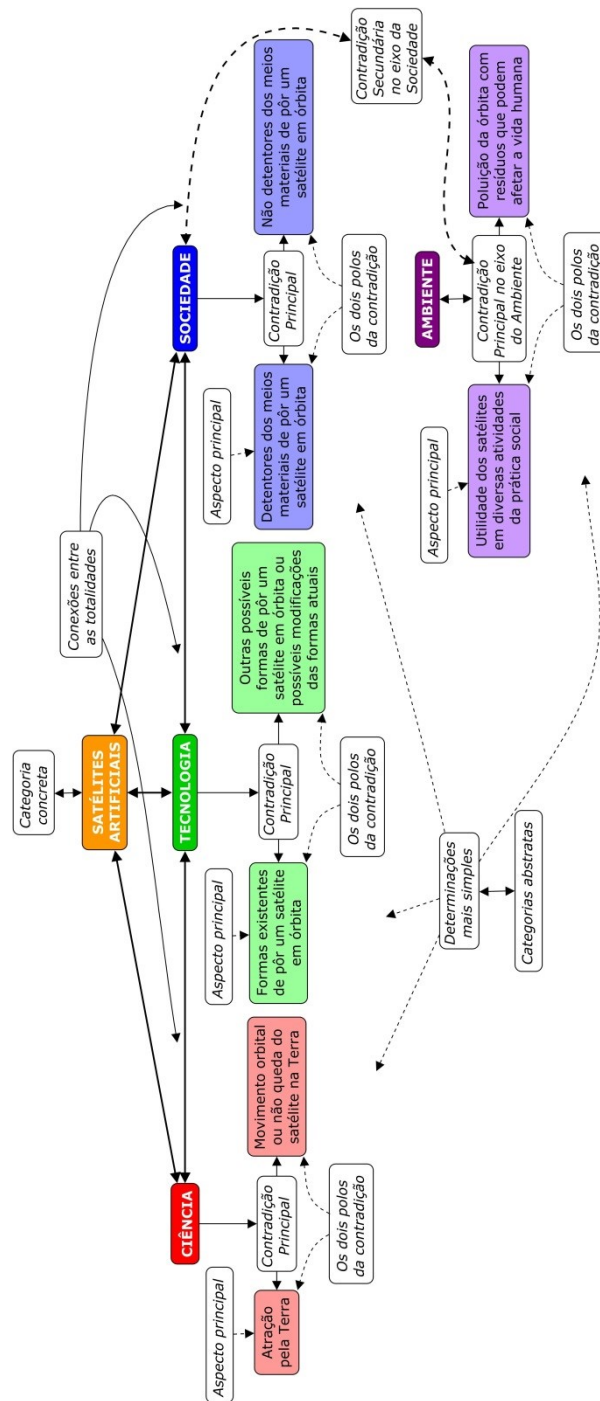 Categoria
concreta
SATÉLITES
ARTIFICIAIS
Conexões entre
as totalidades
CIÊNCIA
TECNOLOGIA
SOCIEDADE
Aspecto principal
Contradição
Principal
Atração
pela Terra
Movimento orbital
ou não queda do
satélite na Terra
Os dois polos
da contradição
Aspecto principal
Contradição
Principal
Formas existentes
de pôr um satélite
em órbita
Outras possíveis
formas de pôr um
satélite em órbita ou
possíveis modificações
das formas atuais
Os dois polos
da contradição
Aspecto principal
Contradição
Principal
Detentores dos meios
materiais de pôr um
satélite em órbita
Não detentores dos meios
materiais de pôr um
satélite em órbita
Os dois polos
da contradição
Contradição
Secundária
no eixo da
Sociedade
Determinações
mais simples
Categorias abstratas
AMBIENTE
Aspecto principal
Contradição
Principal no eixo
do Ambiente
Utilidade dos satélites
em diversas atividades
da prática social
Poluição da órbita com
resíduos que podem
afetar a vida humana
Os dois polos
da contradição